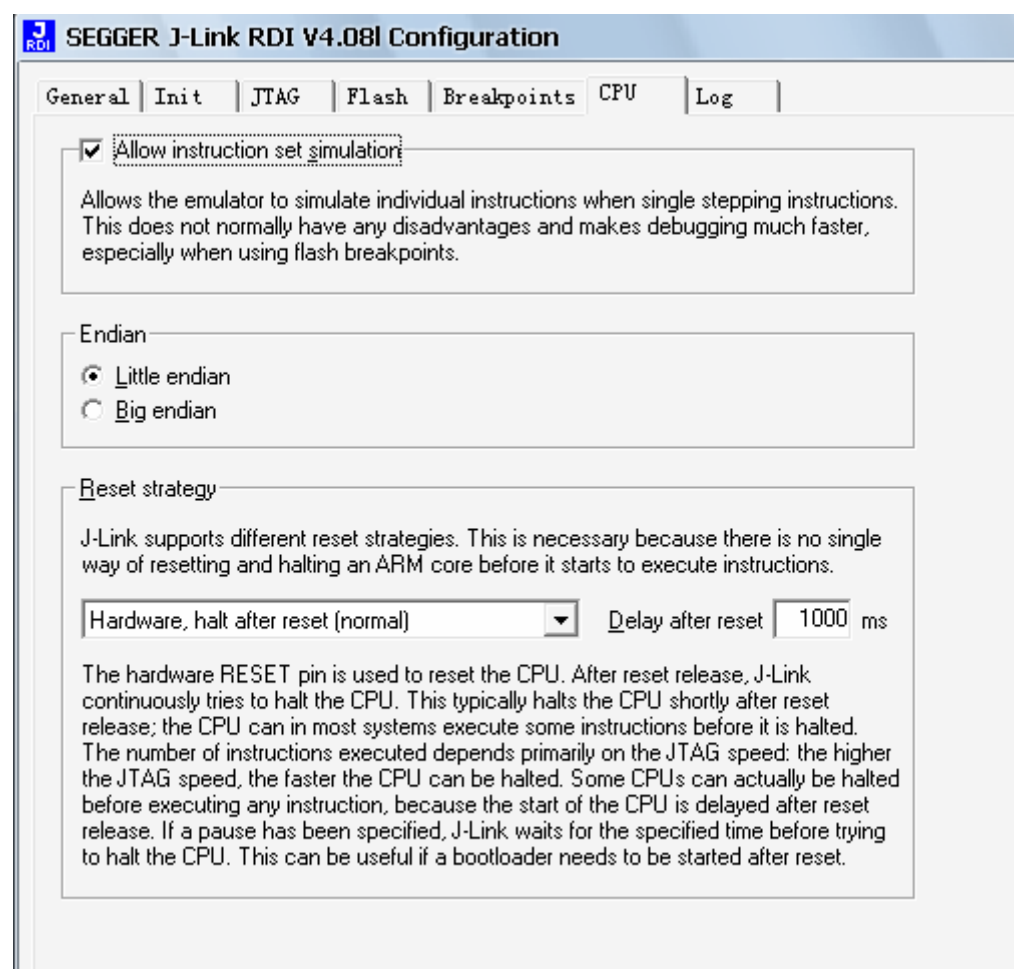 J RDI SEGGER J-Link RDI V4.08l Configuration
General Init JTAG Flash Breakpoints CPU Log
Allow instruction set simulation
Allows the emulator to simulate individual instructions when single stepping instructions.
This does not normally have any disadvantages and makes debugging much faster,
especially when using flash breakpoints.
Endian
Little endian
Big endian
Reset strategy
J-Link supports different reset strategies. This is necessary because there is no single
way of resetting and halting an ARM core before it starts to execute instructions.
Hardware, halt after reset (normal) Delay after reset 1000 ms
The hardware RESET pin is used to reset the CPU. After reset release, J-Link
continuously tries to halt the CPU. This typically halts the CPU shortly after reset
release; the CPU can in most systems execute some instructions before it is halted.
The number of instructions executed depends primarily on the JTAG speed: the higher
the JTAG speed, the faster the CPU can be halted. Some CPUs can actually be halted
before executing any instruction, because the start of the CPU is delayed after reset
release. If a pause has been specified, J-Link waits for the specified time before trying
to halt the CPU. This can be useful if a bootloader needs to be started after reset.